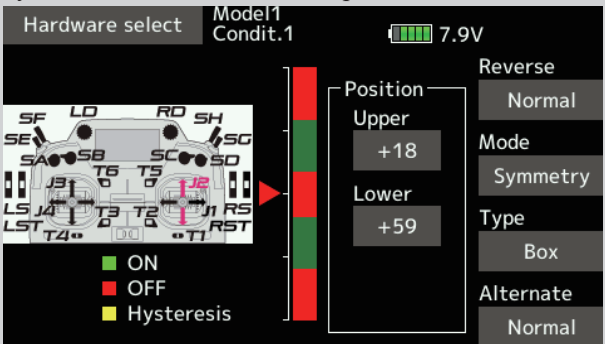 Hardware select
Model1
Condit.1
7.9V
SF LD RD SH
SE SG
SA SB SC SD
T6 T5
J3 J2
LS J4 T3 T2 J1 RS
LST RST
T4 T1
ON
OFF
Hysteresis
Position
Upper
+18
Lower
+59
Reverse
Normal
Mode
Symmetry
Type
Box
Alternate
Normal